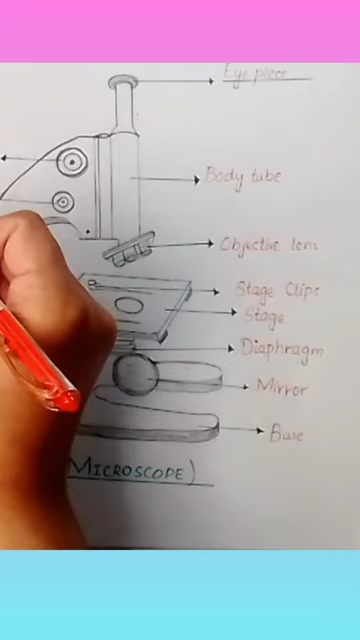 Eye piece
Body tube
Objective lens
Stage Clips
Stage
Diaphragm
Mirror
Base
MICROSCOPE)